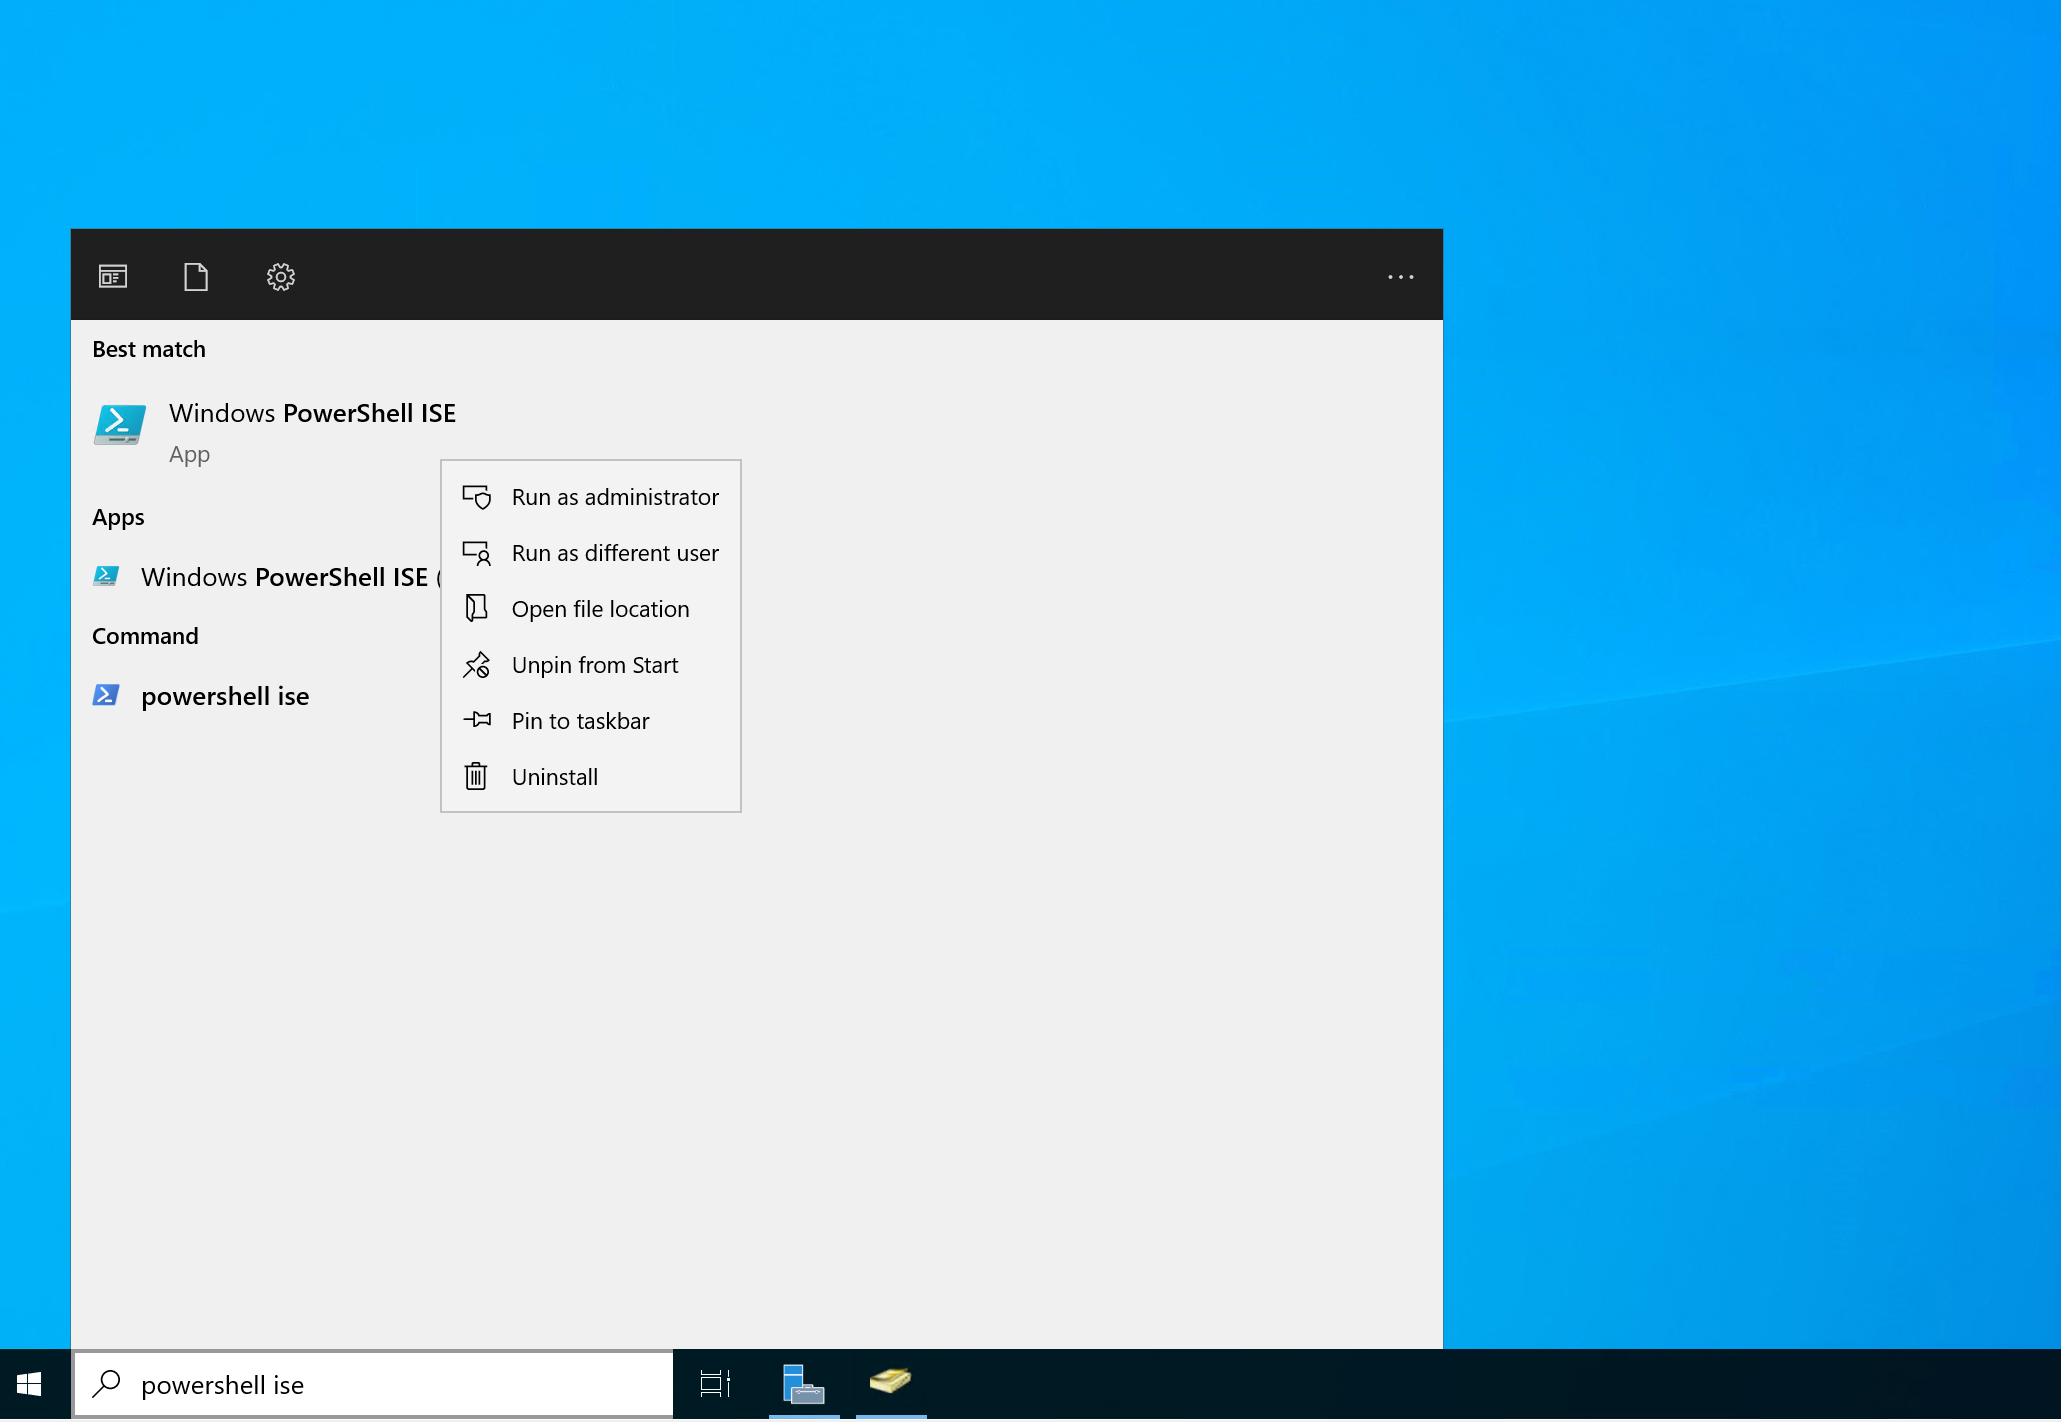 Best match
Windows PowerShell ISE
App
Run as administrator
Apps
Run as different user
Windows PowerShell ISE (
Open file location
Command
Unpin from Start
powershell ise
Pin to taskbar
Uninstall
powershell ise